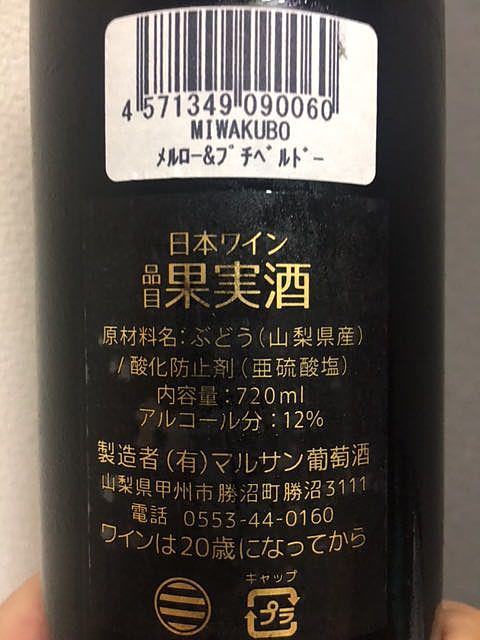 4 571349 090060
MIWAKUBO
ﾒﾙﾛｰ&ﾌﾟﾁﾍﾞﾙﾄﾞｰ
日本ワイン
品目 果実酒
原材料名：ぶどう（山梨県産）
/ 酸化防止剤（亜硫酸塩）
内容量：720ml
アルコール分：12%
製造者（有）マルサン葡萄酒
山梨県甲州市勝沼町勝沼3111
電話 0553-44-0160
ワインは20歳になってから
キャップ
プラ